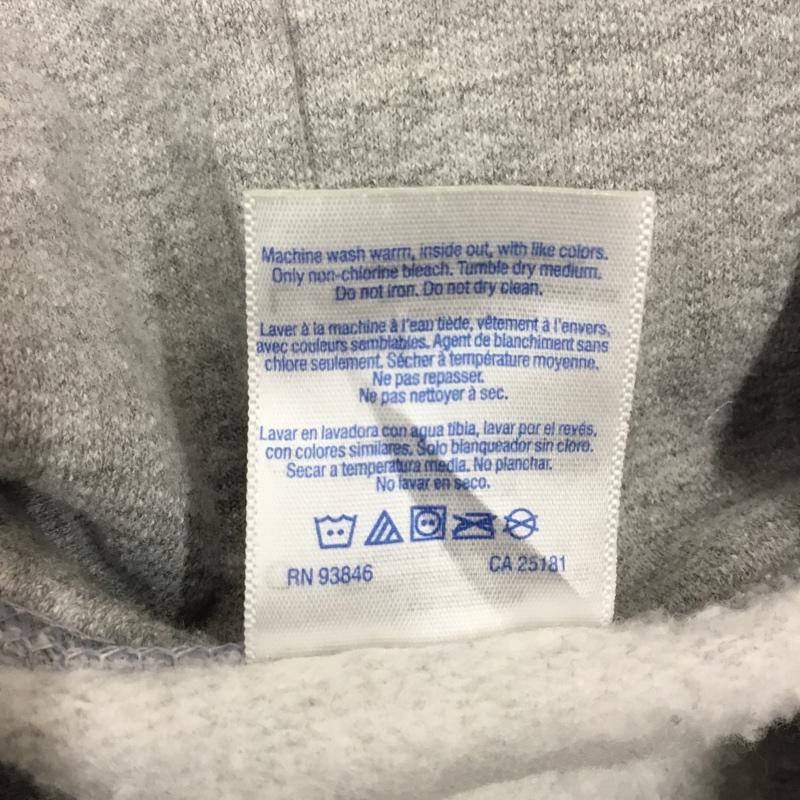 Machine wash warm, inside out, with like colors.
Only non-chlorine bleach. Tumble dry medium.
Do not iron. Do not dry clean.
Laver à la machine à l'eau tiède, vêtement à l'envers,
avec couleurs semblables. Agent de blanchiment sans
chlore seulement. Sécher à température moyenne.
Ne pas repasser.
Ne pas nettoyer à sec.
Lavar en lavadora con agua tibia, lavar por el revés,
con colores similares. Solo blanqueador sin cloro.
Secar a temperatura media. No planchar.
No lavar en seco.
RN 93846 CA 25181